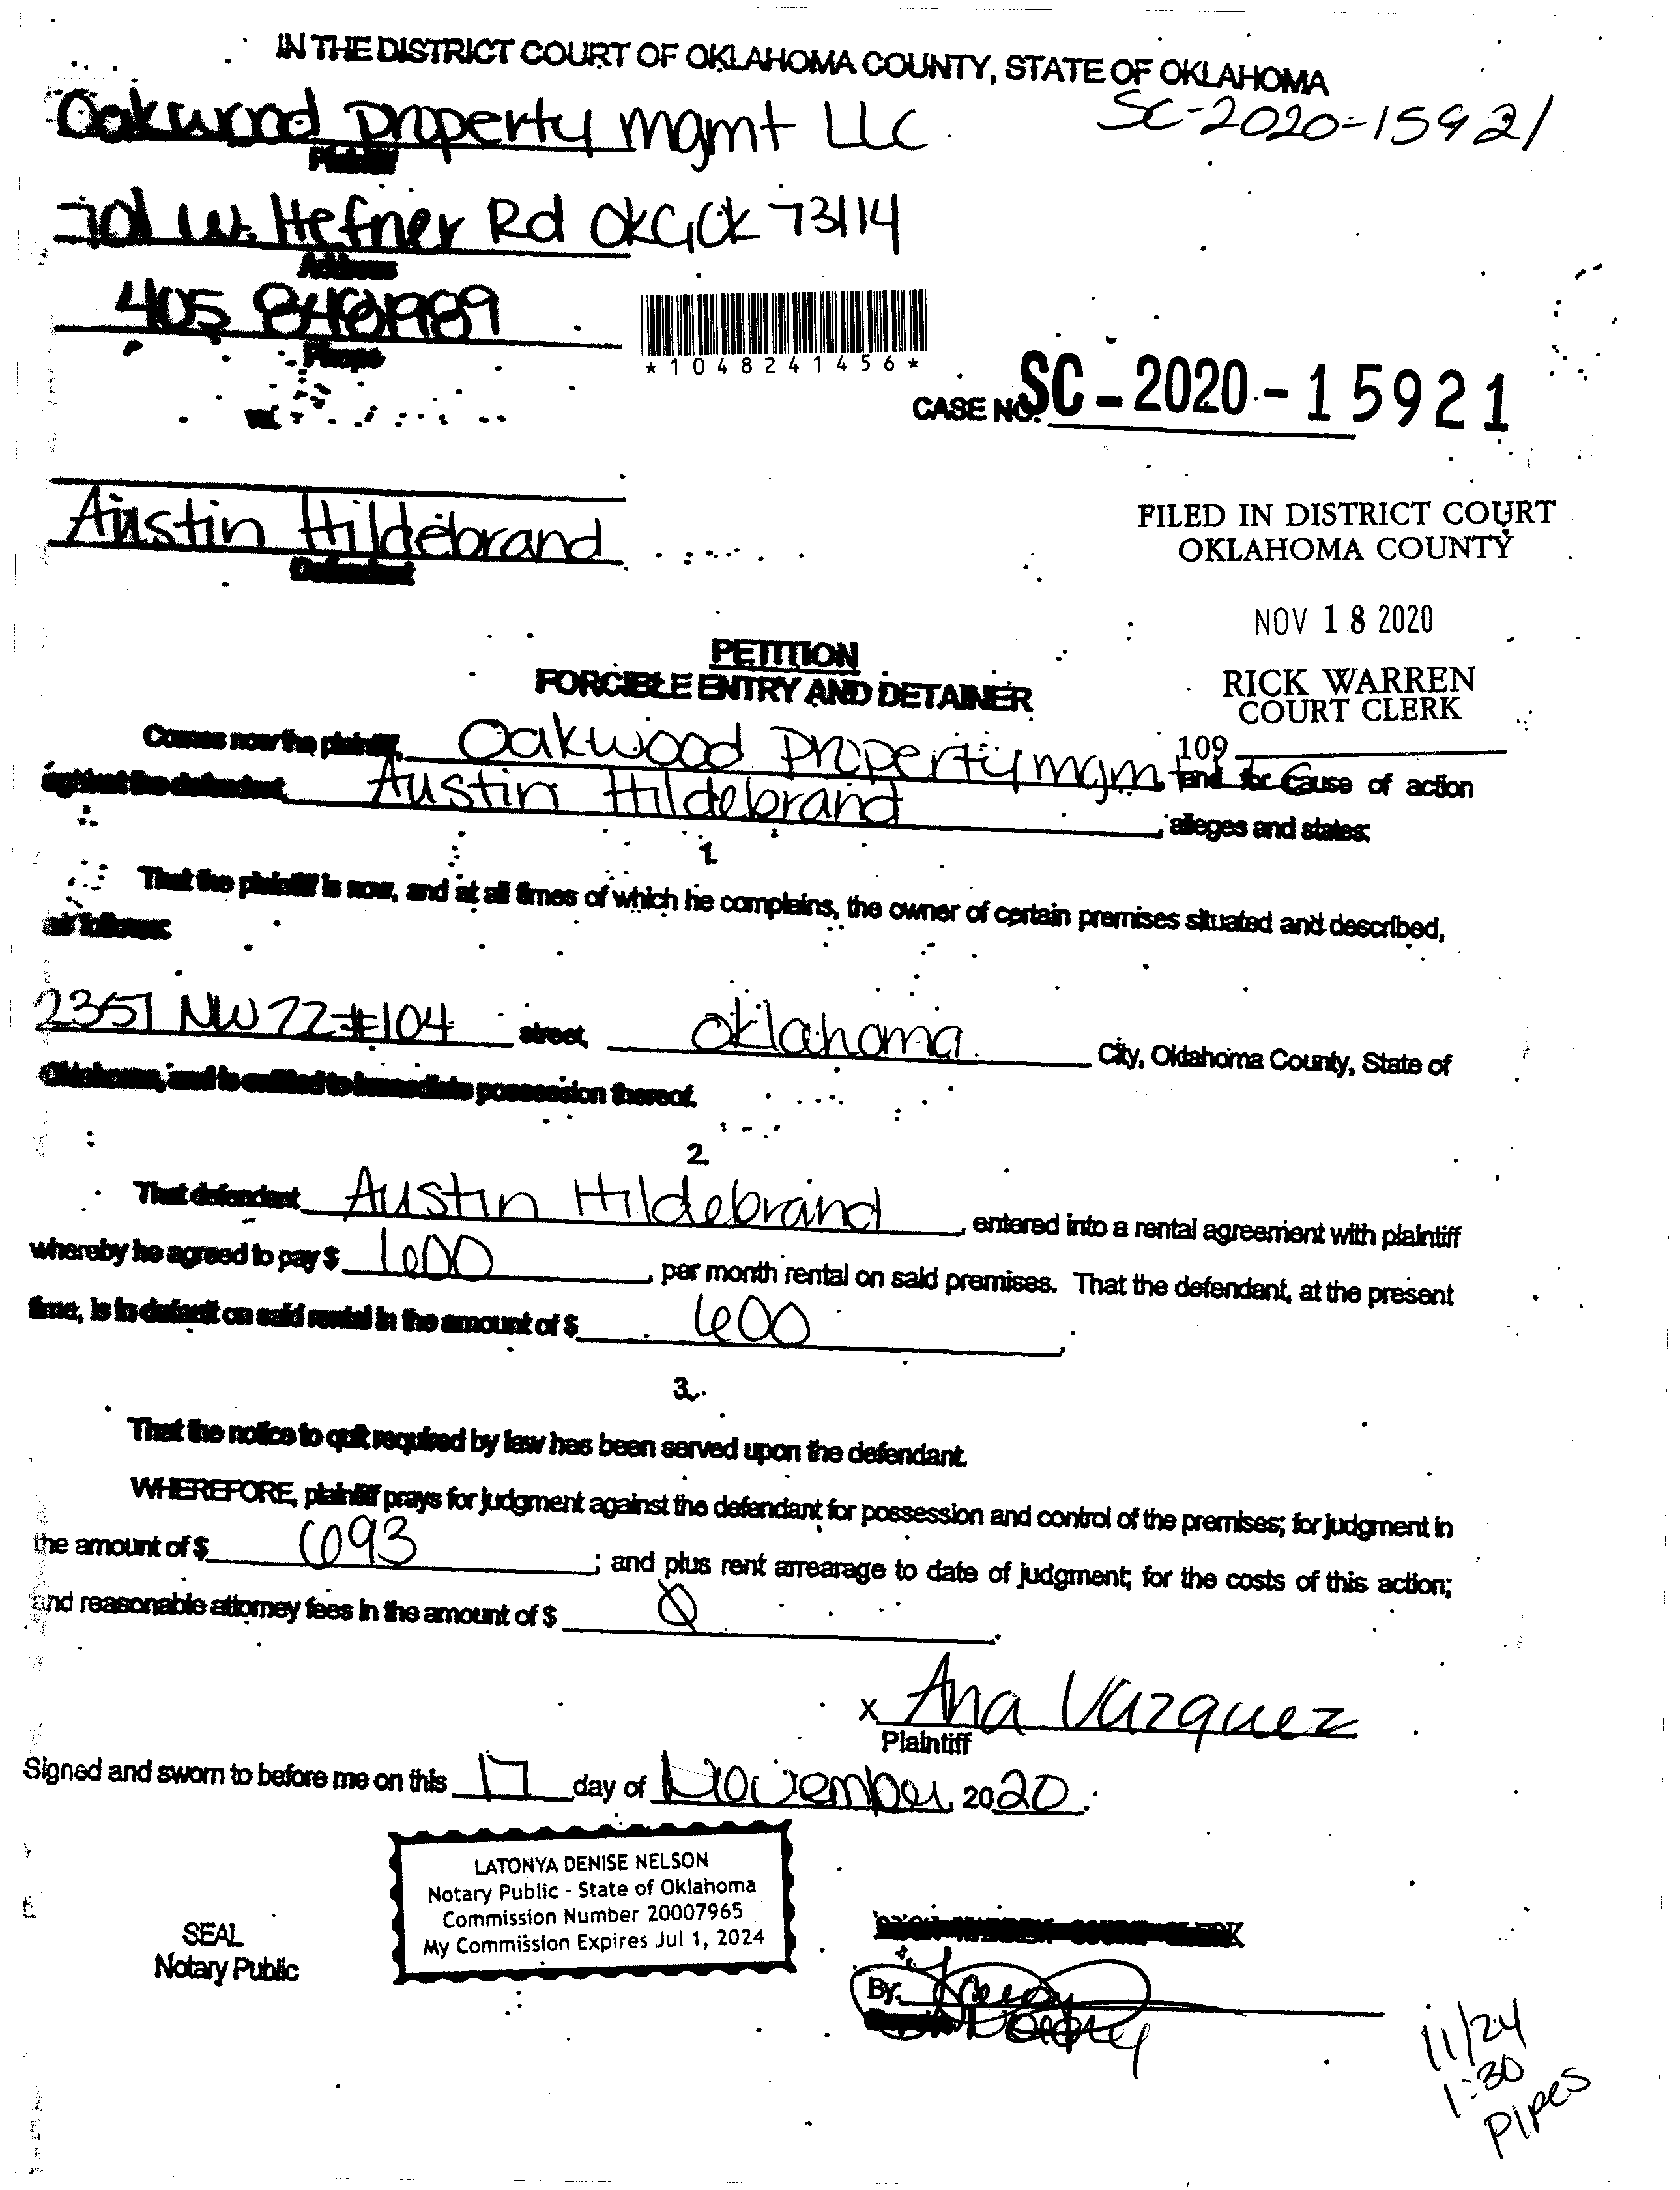 IN THE DISTRICT COURT OF OKLAHOMA COUNTY, STATE OF OKLAHOMA
Oakwood Property mgmt LLC
SC-2020-15921
Plaintiff
701 W. Hefner Rd OKC, OK 73114
Address
405 8481989
Phone
*1048241456*
CASE NO. SC-2020-15921
vs.
Austin Hildebrand
Defendant
FILED IN DISTRICT COURT
OKLAHOMA COUNTY
NOV 18 2020
RICK WARREN
COURT CLERK
109
PETITION
FORCIBLE ENTRY AND DETAINER
Comes now the plaintiff, Oakwood Property mgmt LLC, and for cause of action
against the defendant, Austin Hildebrand, alleges and states:
1.
That the plaintiff is now, and at all times of which he complains, the owner of certain premises situated and described,
as follows:
2351 NW 72 #104 street, Oklahoma City, Oklahoma County, State of
Oklahoma, and is entitled to immediate possession thereof.
2.
That defendant Austin Hildebrand, entered into a rental agreement with plaintiff
whereby he agreed to pay $ 600, per month rental on said premises. That the defendant, at the present
time, is in default on said rental in the amount of $ 600.
3.
That the notice to quit required by law has been served upon the defendant.
WHEREFORE, plaintiff prays for judgment against the defendant for possession and control of the premises; for judgment in
the amount of $ 693; and plus rent arrearage to date of judgment; for the costs of this action;
and reasonable attorney fees in the amount of $ 0.
x Ana Vazquez
Plaintiff
Signed and sworn to before me on this 17 day of November, 2020.
LATONYA DENISE NELSON
Notary Public - State of Oklahoma
Commission Number 20007965
My Commission Expires Jul 1, 2024
SEAL
Notary Public
RICK WARREN COURT CLERK
By:
Deputy
11/24
1:30
Pipes